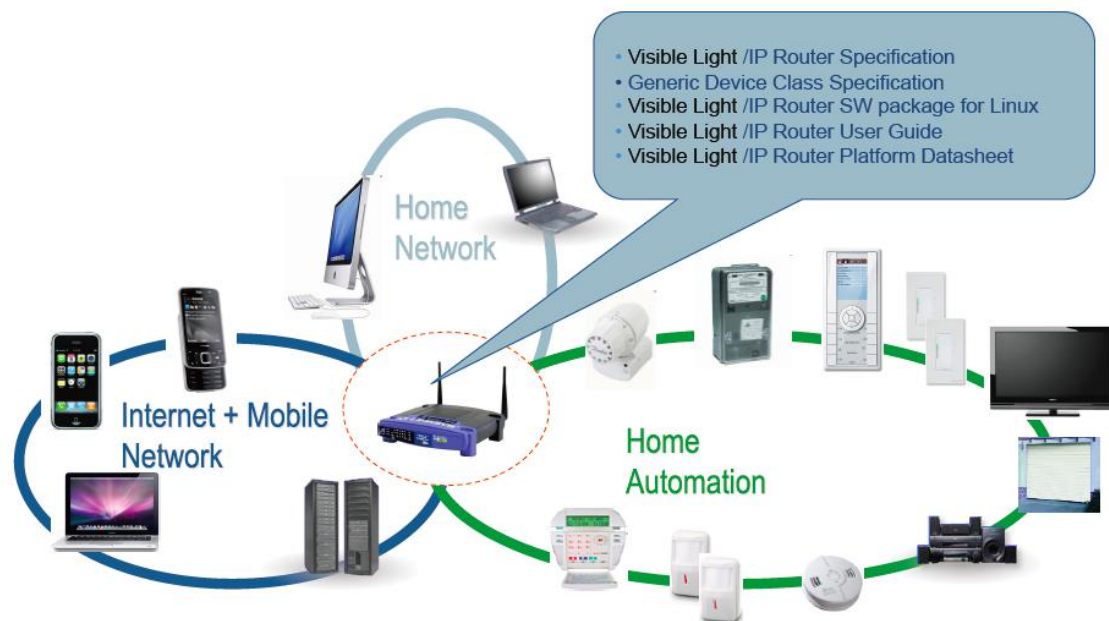 • Visible Light /IP Router Specification
• Generic Device Class Specification
• Visible Light /IP Router SW package for Linux
• Visible Light /IP Router User Guide
• Visible Light /IP Router Platform Datasheet
Home
Network
Internet + Mobile
Network
Home
Automation